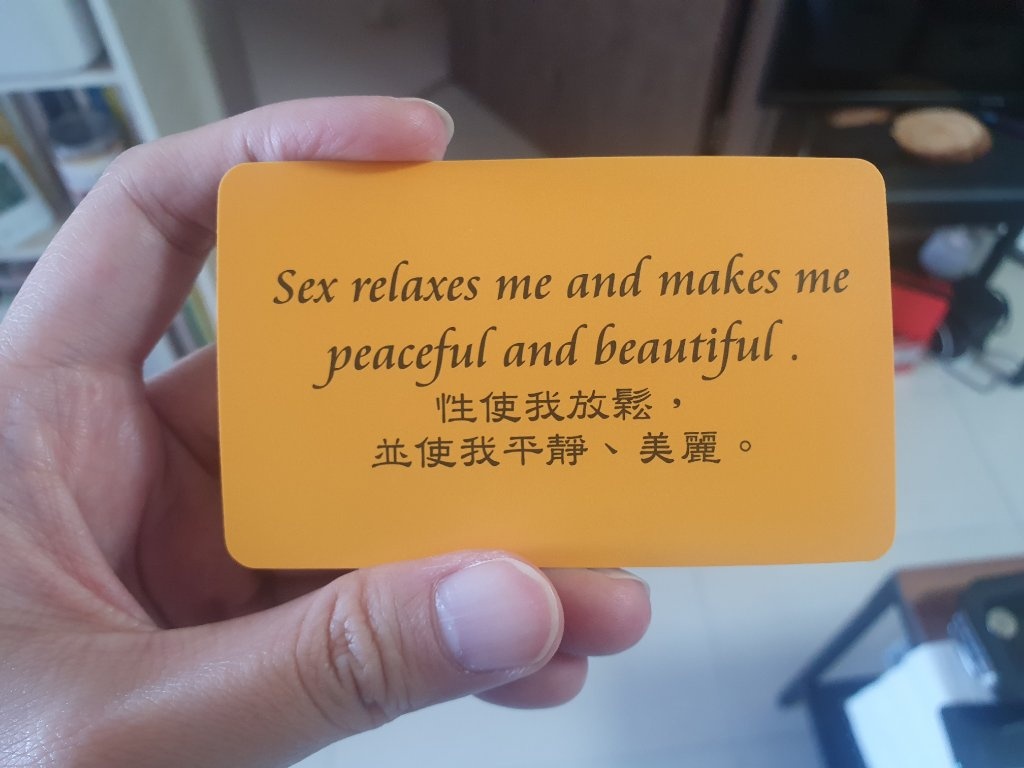 Sex relaxes me and makes me
peaceful and beautiful .
性使我放鬆，
並使我平靜、美麗。